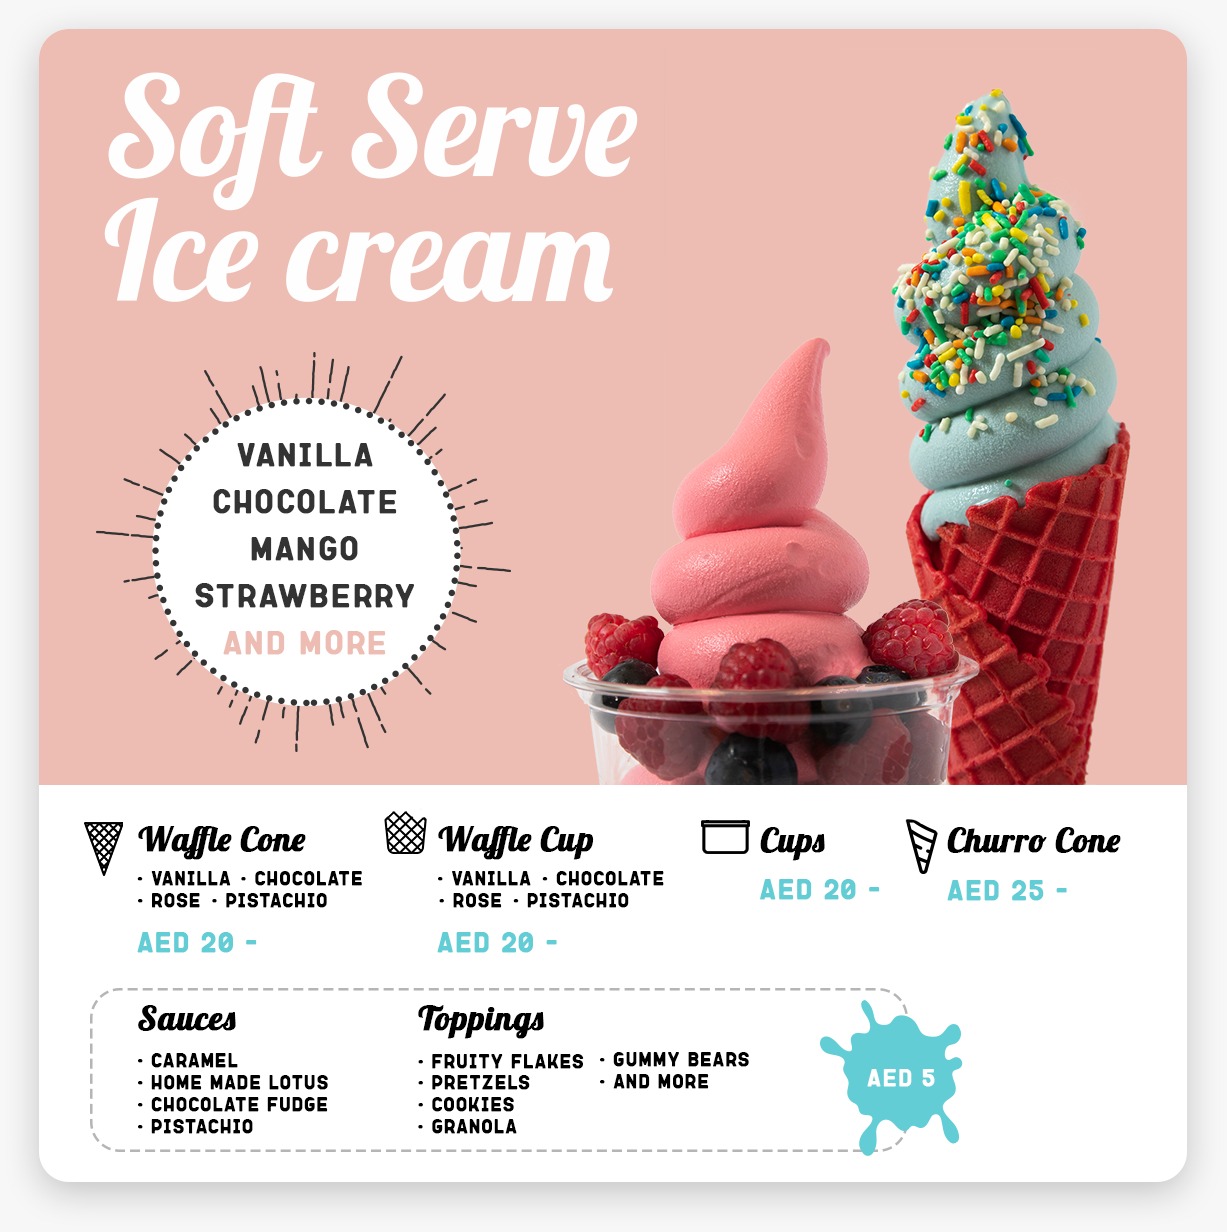 Soft Serve
Ice cream
VANILLA
CHOCOLATE
MANGO
STRAWBERRY
AND MORE
Waffle Cone
· VANILLA · CHOCOLATE
· ROSE · PISTACHIO
AED 20 -
Waffle Cup
· VANILLA · CHOCOLATE
· ROSE · PISTACHIO
AED 20 -
Cups
AED 20 -
Churro Cone
AED 25 -
Sauces
· CARAMEL
· HOME MADE LOTUS
· CHOCOLATE FUDGE
· PISTACHIO
Toppings
· FRUITY FLAKES
· PRETZELS
· COOKIES
· GRANOLA
· GUMMY BEARS
· AND MORE
AED 5